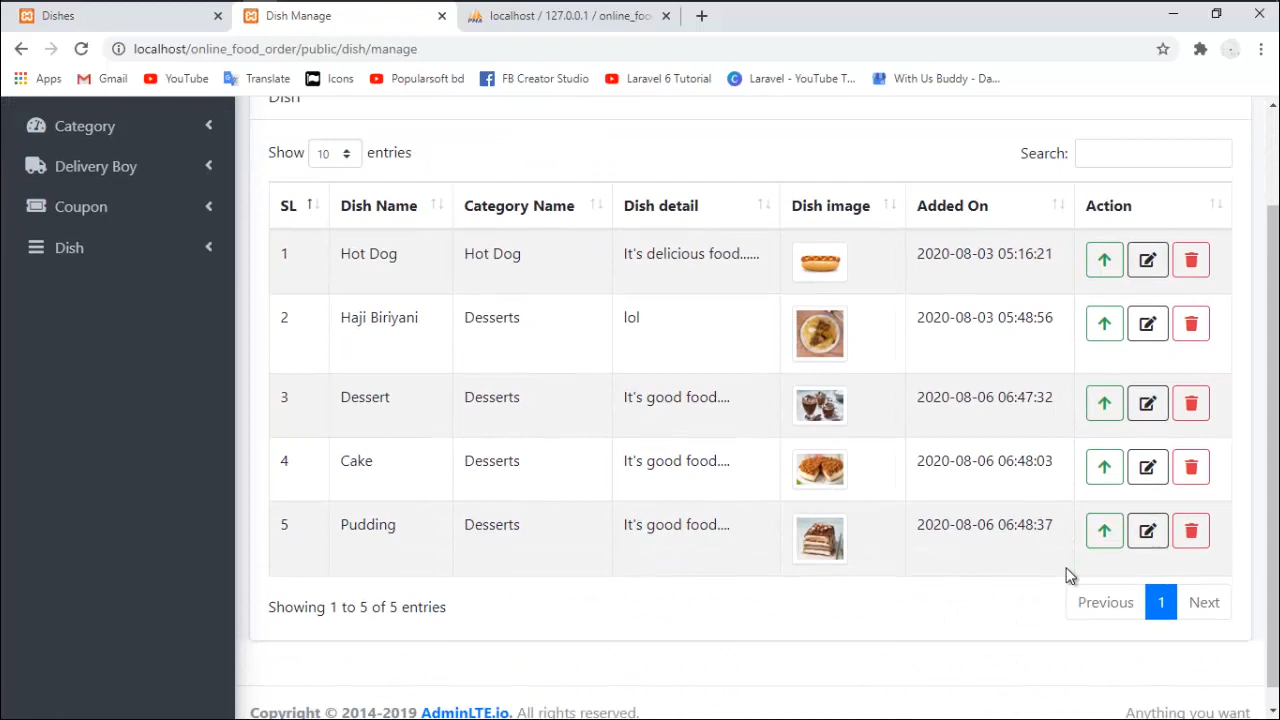 Dishes
Dish Manage
localhost / 127.0.0.1 / online_foo
localhost/online_food_order/public/dish/manage
Apps
Gmail
YouTube
Translate
Icons
Popularsoft bd
FB Creator Studio
Laravel 6 Tutorial
Laravel - YouTube T...
With Us Buddy - Da...
Category
Delivery Boy
Coupon
Dish
Dish
Show 10 entries
Search:
SL Dish Name Category Name Dish detail Dish image Added On Action
1 Hot Dog Hot Dog It's delicious food...... 2020-08-03 05:16:21
2 Haji Biriyani Desserts lol 2020-08-03 05:48:56
3 Dessert Desserts It's good food.... 2020-08-06 06:47:32
4 Cake Desserts It's good food.... 2020-08-06 06:48:03
5 Pudding Desserts It's good food.... 2020-08-06 06:48:37
Showing 1 to 5 of 5 entries
Previous 1 Next
Copyright © 2014-2019 AdminLTE.io. All rights reserved.
Anything you want